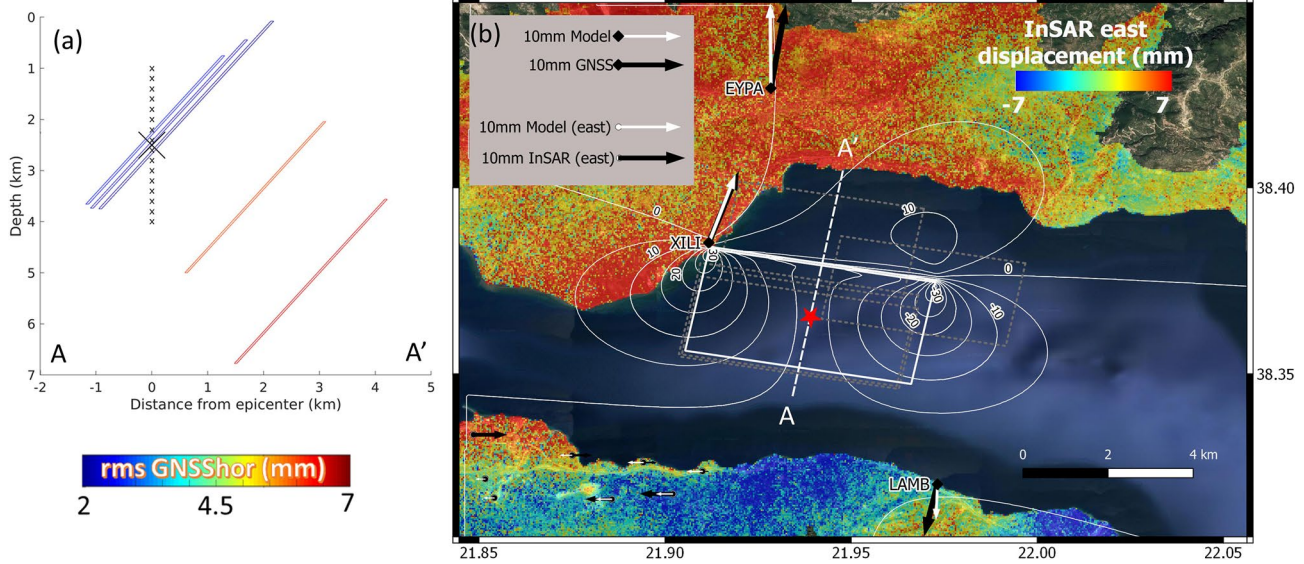 (a)
0
1
2
3
4
5
6
7
Depth (km)
A
A'
-2
-1
0
1
2
3
4
5
Distance from epicenter (km)
rms GNSShor (mm)
2
4.5
7
(b)
10mm Model
10mm GNSS
10mm Model (east)
10mm InSAR (east)
InSAR east
displacement (mm)
-7
7
EYPA
A'
38.40
XILI
0
10
20
30
10
0
-30
-20
-10
38.35
A
0
2
4 km
LAMB
21.85
21.90
21.95
22.00
22.05